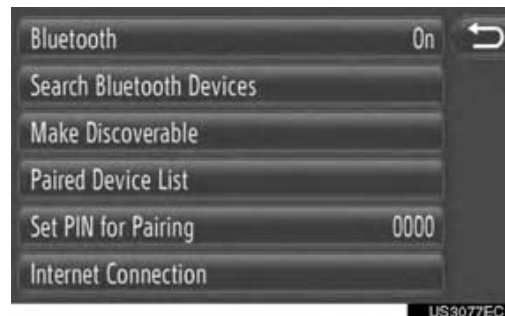 Bluetooth On
Search Bluetooth Devices
Make Discoverable
Paired Device List
Set PIN for Pairing 0000
Internet Connection
US3077EC